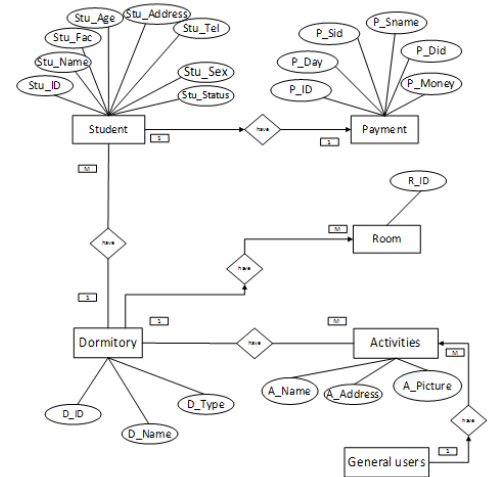 Stu_Age
Stu_Address
Stu_Fac
Stu_Tel
Stu_Name
Stu_Sex
Stu_ID
Stu_Status
P_Sname
P_Sid
P_Did
P_Day
P_Money
P_ID
Student
1
have
1
Payment
M
R_ID
M
Room
have
have
1
1
M
Dormitory
have
Activities
M
D_ID
D_Name
D_Type
A_Name
A_Address
A_Picture
have
1
General users